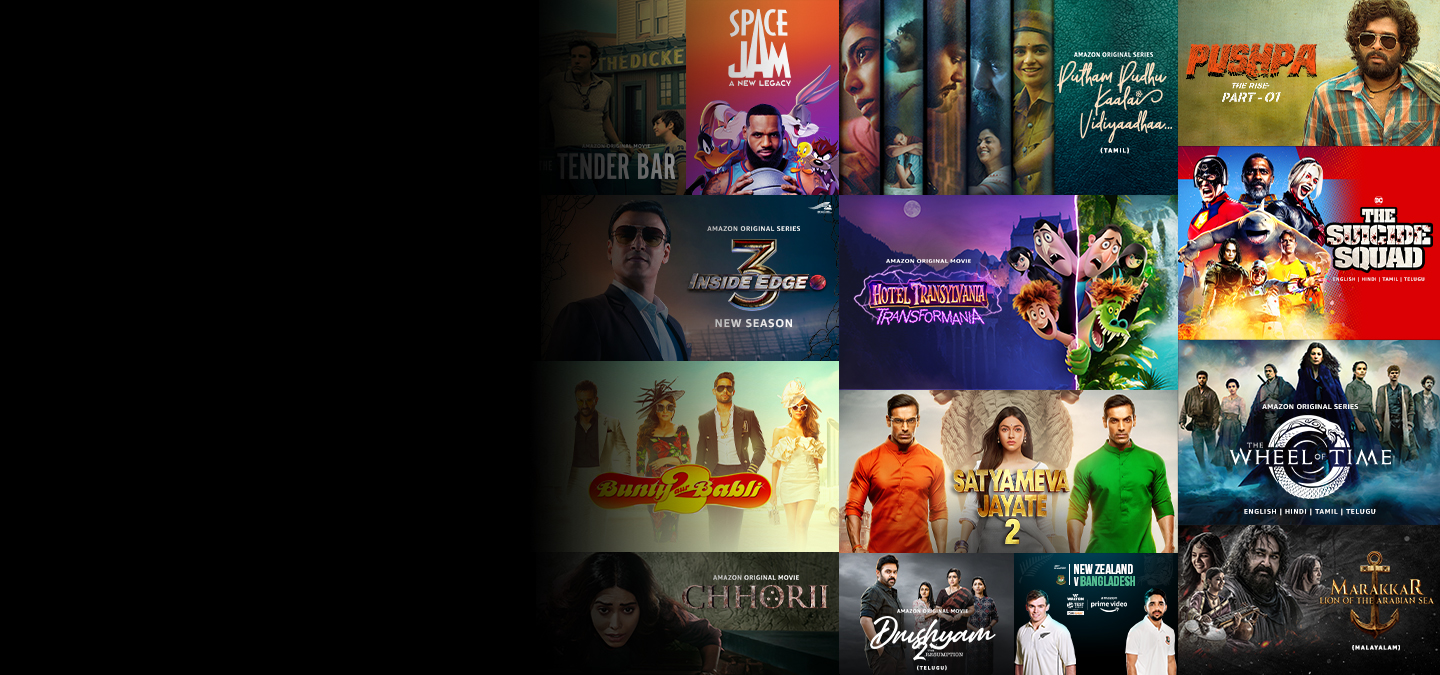 THE DICKE
AMAZON ORIGINAL MOVIE
THE TENDER BAR
SPACE
JAM
A NEW LEGACY
AMAZON ORIGINAL SERIES
Putham Pudhu
Kaalai
Vidiyaadhaa...
(TAMIL)
PUSHPA
THE RISE
PART - 01
AMAZON ORIGINAL SERIES
3
INSIDE EDGE
NEW SEASON
AMAZON ORIGINAL MOVIE
HOTEL TRANSYLVANIA
TRANSFORMANIA
DC
THE
SUICIDE
SQUAD
ENGLISH | HINDI | TAMIL | TELUGU
Bunty aur Babli
2
SATYAMEVA
JAYATE
2
AMAZON ORIGINAL SERIES
THE
WHEEL OF TIME
ENGLISH | HINDI | TAMIL | TELUGU
AMAZON ORIGINAL MOVIE
CHHORII
AMAZON ORIGINAL MOVIE
Drushyam
2
RESUMPTION
(TELUGU)
NEW ZEALAND
V BANGLADESH
WALTON
TEST
prime video
MARAKKAR
LION OF THE ARABIAN SEA
(MALAYALAM)